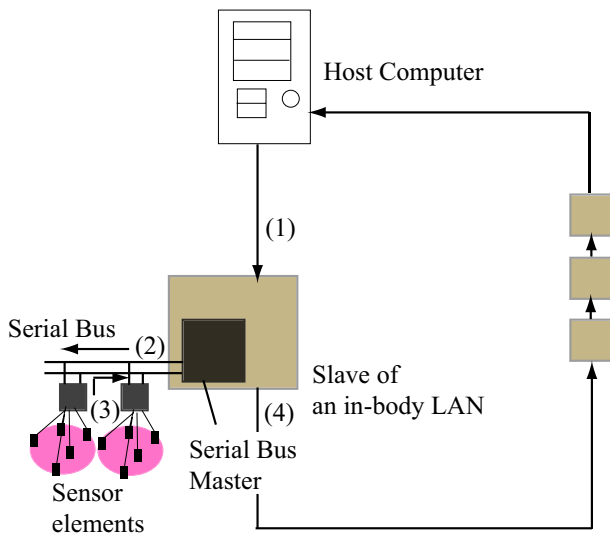 Host Computer
(1)
Serial Bus
(2)
(3)
(4)
Slave of
an in-body LAN
Serial Bus
Master
Sensor
elements